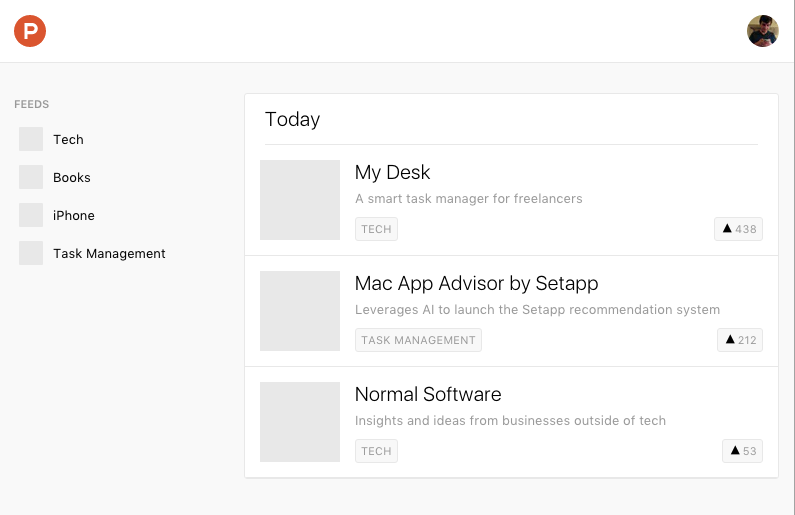 P
FEEDS
Tech
Books
iPhone
Task Management
Today
My Desk
A smart task manager for freelancers
TECH
▲ 438
Mac App Advisor by Setapp
Leverages AI to launch the Setapp recommendation system
TASK MANAGEMENT
▲ 212
Normal Software
Insights and ideas from businesses outside of tech
TECH
▲ 53